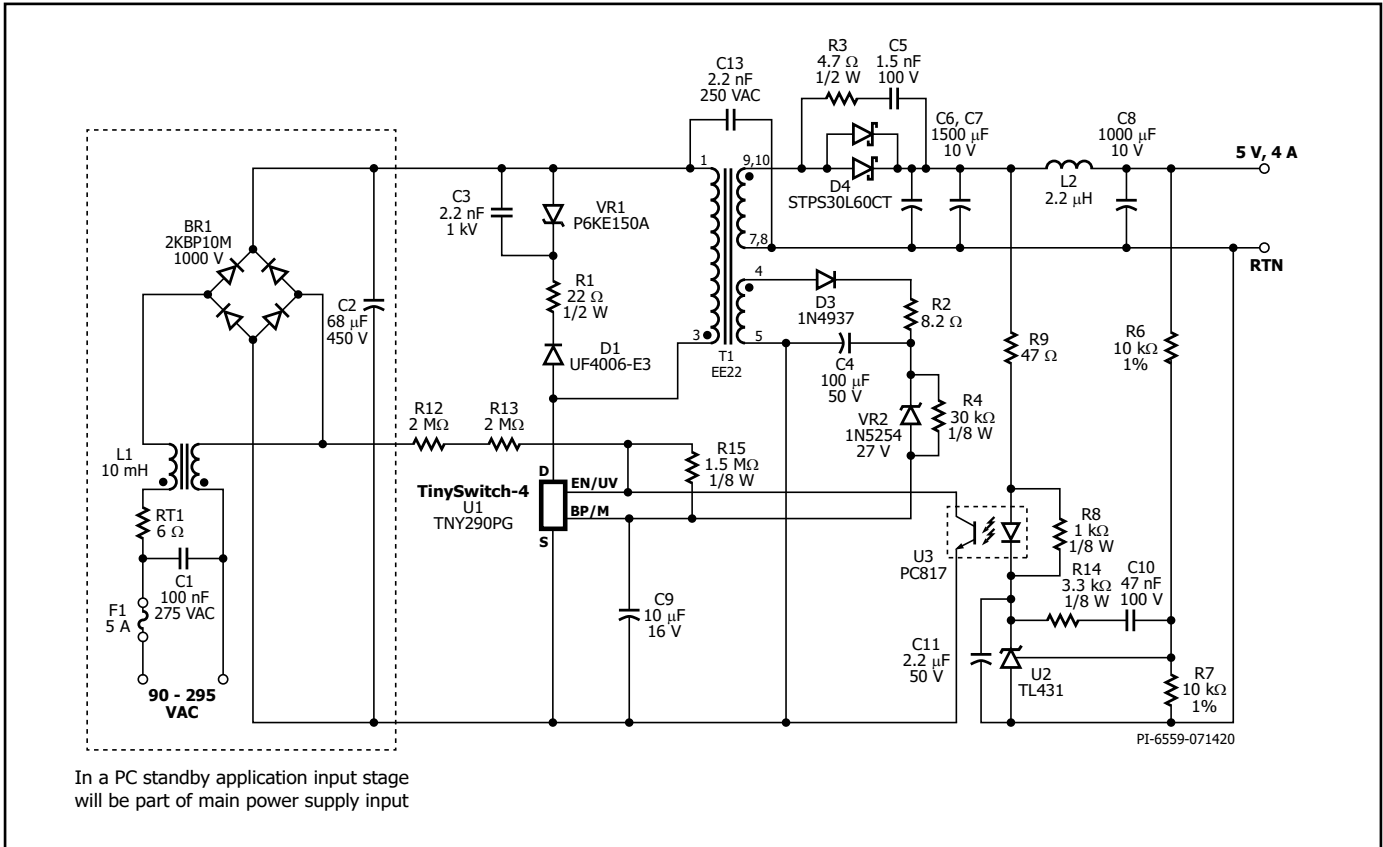 C13
2.2 nF
250 VAC
R3
4.7 Ω
1/2 W
C5
1.5 nF
100 V
C6, C7
1500 μF
10 V
C8
1000 μF
10 V
5 V, 4 A
1
9,10
D4
STPS30L60CT
L2
2.2 μH
7,8
RTN
C3
2.2 nF
1 kV
VR1
P6KE150A
BR1
2KBP10M
1000 V
R1
22 Ω
1/2 W
C2
68 μF
450 V
D1
UF4006-E3
3
T1
EE22
4
5
D3
1N4937
R2
8.2 Ω
C4
100 μF
50 V
R9
47 Ω
R6
10 kΩ
1%
VR2
1N5254
27 V
R4
30 kΩ
1/8 W
R12
2 MΩ
R13
2 MΩ
R15
1.5 MΩ
1/8 W
L1
10 mH
RT1
6 Ω
C1
100 nF
275 VAC
F1
5 A
90 - 295
VAC
TinySwitch-4
U1
TNY290PG
D
S
EN/UV
BP/M
C9
10 μF
16 V
U3
PC817
R8
1 kΩ
1/8 W
R14
3.3 kΩ
1/8 W
C10
47 nF
100 V
C11
2.2 μF
50 V
U2
TL431
R7
10 kΩ
1%
PI-6559-071420
In a PC standby application input stage
will be part of main power supply input